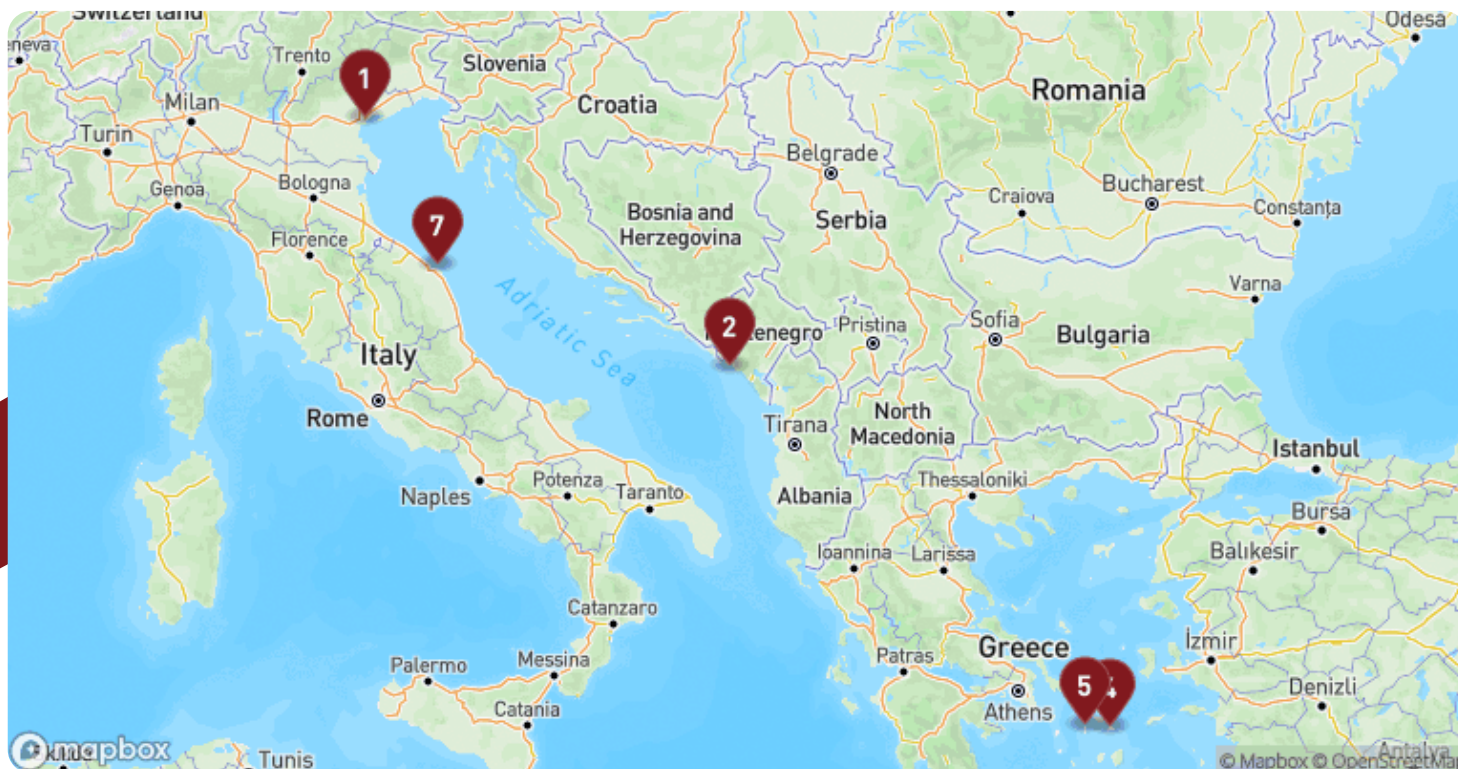 Switzerland
Odesa
eneva
Trento
1
Slovenia
Milan
Croatia
Romania
Turin
Belgrade
Genoa
Bologna
Bosnia and
Herzegovina
Serbia
Craiova
Bucharest
Constanța
Florence
7
Adriatic Sea
Varna
Italy
2
tenegro
Pristina
Sofia
Bulgaria
Rome
Tirana
North
Macedonia
Istanbul
Naples
Potenza
Taranto
Albania
Thessaloniki
Bursa
Ioannina
Larissa
Balıkesir
Catanzaro
Palermo
Messina
Patras
Greece
İzmir
5
4
Denizli
Catania
Athens
mapbox
Tunis
Antalya
© Mapbox © OpenStreetMap